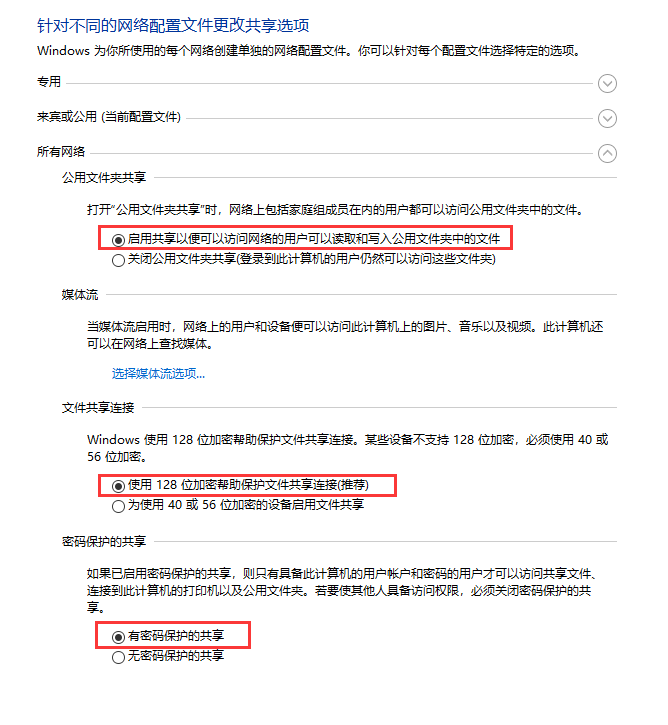 针对不同的网络配置文件更改共享选项
Windows 为你所使用的每个网络创建单独的网络配置文件。你可以针对每个配置文件选择特定的选项。
专用
来宾或公用 (当前配置文件)
所有网络
公用文件夹共享
打开“公用文件夹共享”时，网络上包括家庭组成员在内的用户都可以访问公用文件夹中的文件。
启用共享以便可以访问网络的用户可以读取和写入公用文件夹中的文件
关闭公用文件夹共享(登录到此计算机的用户仍然可以访问这些文件夹)
媒体流
当媒体流启用时，网络上的用户和设备便可以访问此计算机上的图片、音乐以及视频。此计算机还
可以在网络上查找媒体。
选择媒体流选项...
文件共享连接
Windows 使用 128 位加密帮助保护文件共享连接。某些设备不支持 128 位加密，必须使用 40 或
56 位加密。
使用 128 位加密帮助保护文件共享连接(推荐)
为使用 40 或 56 位加密的设备启用文件共享
密码保护的共享
如果已启用密码保护的共享，则只有具备此计算机的用户帐户和密码的用户才可以访问共享文件、
连接到此计算机的打印机以及公用文件夹。若要使其他人具备访问权限，必须关闭密码保护的共
享。
有密码保护的共享
无密码保护的共享